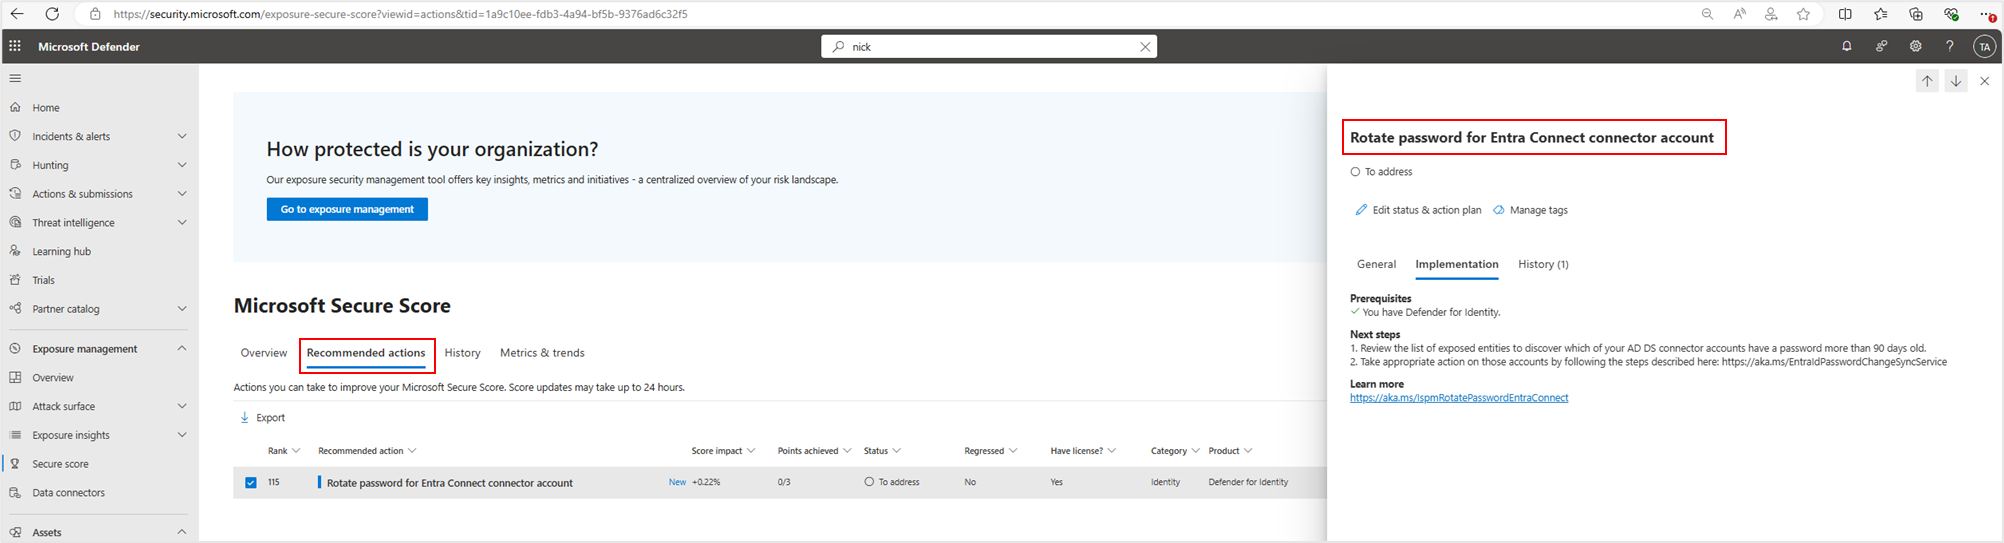 https://security.microsoft.com/exposure-secure-score?viewid=actions&tid=1a9c10ee-fdb3-4a94-bf5b-9376ad6c32f5
Microsoft Defender
nick
TA
Home
Incidents & alerts
Hunting
Actions & submissions
Threat intelligence
Learning hub
Trials
Partner catalog
Exposure management
Overview
Attack surface
Exposure insights
Secure score
Data connectors
Assets
How protected is your organization?
Our exposure security management tool offers key insights, metrics and initiatives - a centralized overview of your risk landscape.
Go to exposure management
Microsoft Secure Score
Overview Recommended actions History Metrics & trends
Actions you can take to improve your Microsoft Secure Score. Score updates may take up to 24 hours.
Export
Rank Recommended action Score impact Points achieved Status Regressed Have license? Category Product
115 Rotate password for Entra Connect connector account New +0.22% 0/3 To address No Yes Identity Defender for Identity
Rotate password for Entra Connect connector account
To address
Edit status & action plan Manage tags
General Implementation History (1)
Prerequisites
You have Defender for Identity.
Next steps
1. Review the list of exposed entities to discover which of your AD DS connector accounts have a password more than 90 days old.
2. Take appropriate action on those accounts by following the steps described here: https://aka.ms/EntraIdPasswordChangeSyncService
Learn more
https://aka.ms/IspmRotatePasswordEntraConnect